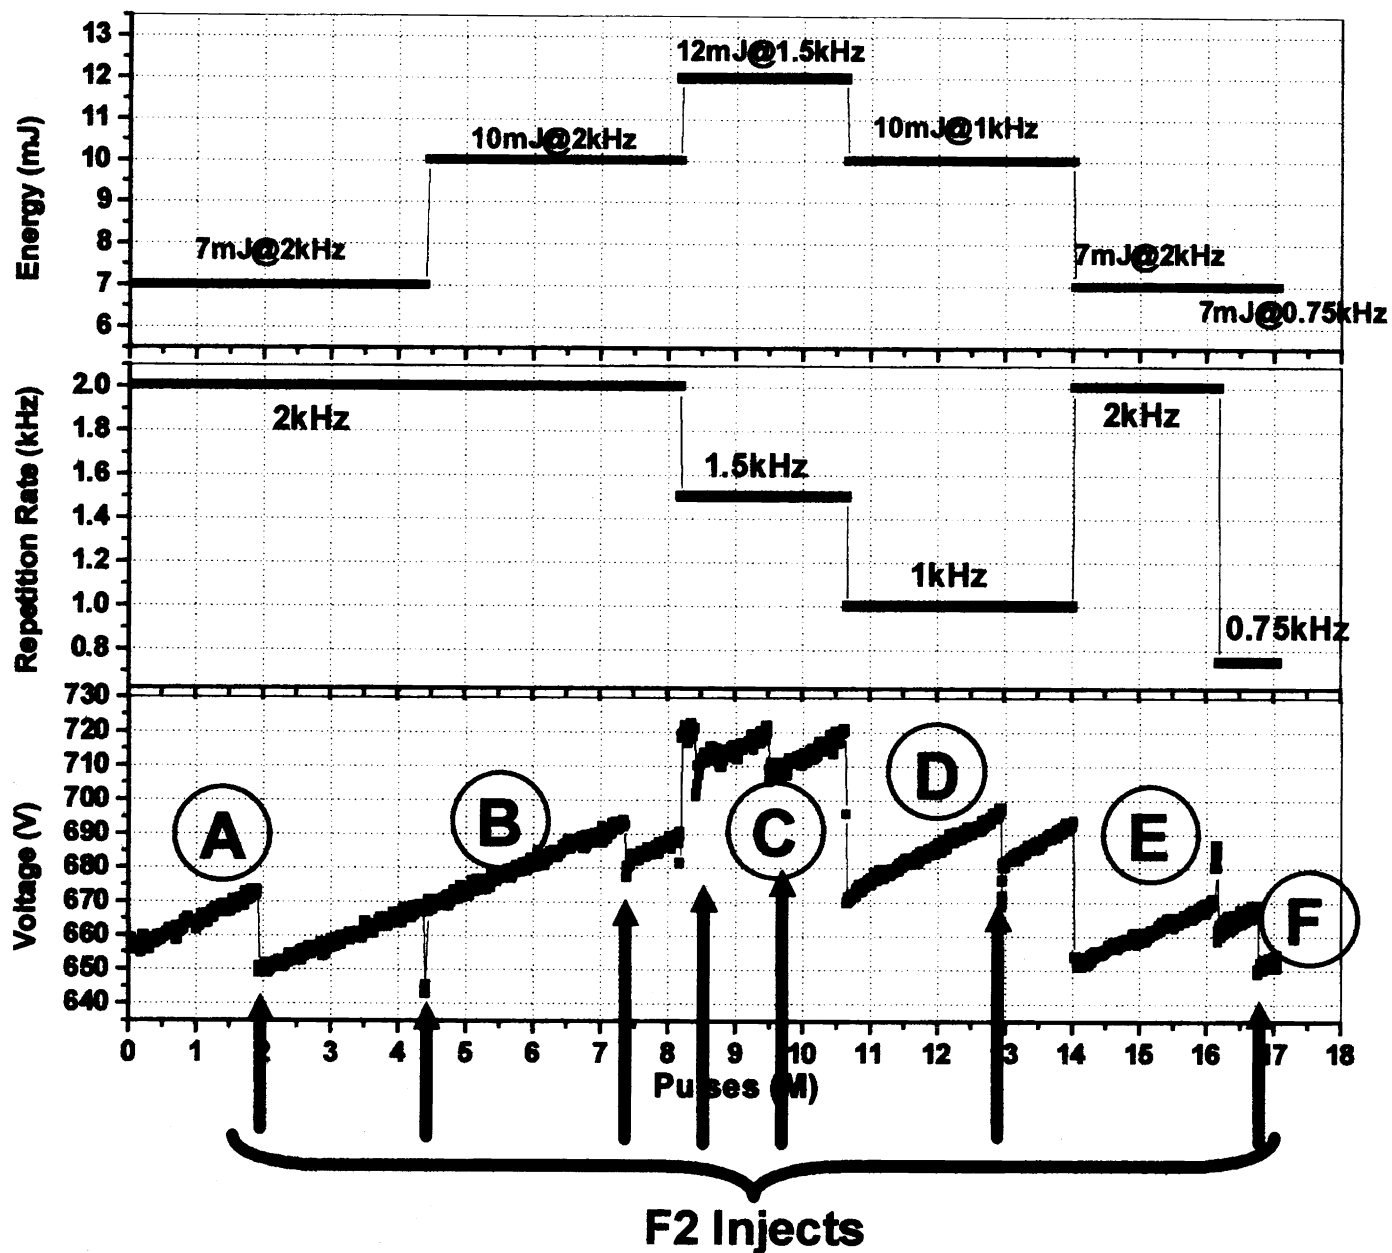 Energy (mJ)
13
12
11
10
9
8
7
6
7mJ@2kHz
10mJ@2kHz
12mJ@1.5kHz
10mJ@1kHz
7mJ@2kHz
7mJ@0.75kHz
Repetition Rate (kHz)
2.0
1.8
1.6
1.4
1.2
1.0
0.8
2kHz
1.5kHz
1kHz
2kHz
0.75kHz
Voltage (V)
730
720
710
700
690
680
670
660
650
640
A
B
C
D
E
F
0 1 2 3 4 5 6 7 8 9 10 11 12 13 14 15 16 17 18
Pulses (M)
F2 Injects